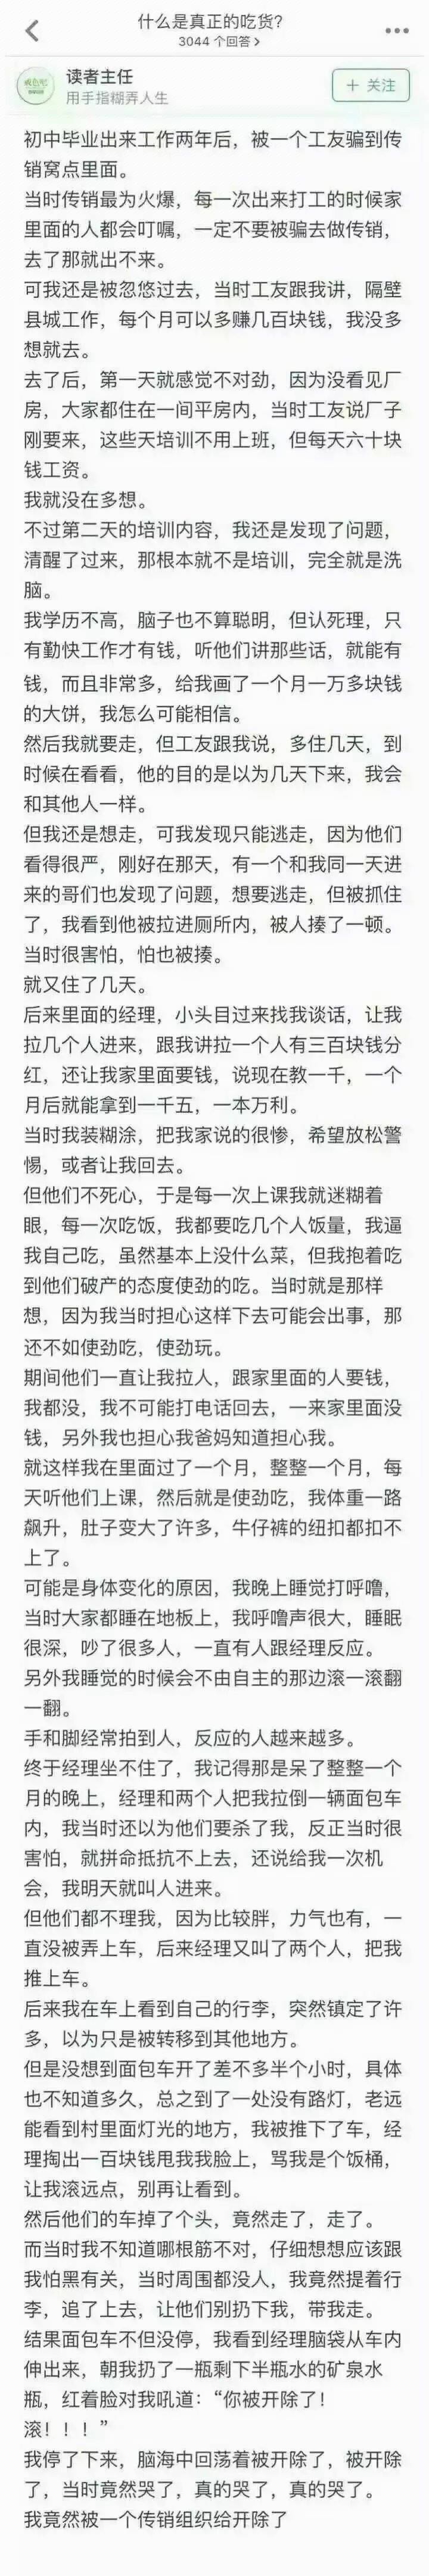 什么是真正的吃货?
3044 个回答 >
读者主任
用手指糊弄人生
+ 关注
初中毕业出来工作两年后，被一个工友骗到传
销窝点里面。
当时传销最为火爆，每一次出来打工的时候家
里面的人都会叮嘱，一定不要被骗去做传销，
去了那就出不来。
可我还是被忽悠过去，当时工友跟我讲，隔壁
县城工作，每个月可以多赚几百块钱，我没多
想就去。
去了后，第一天就感觉不对劲，因为没看见厂
房，大家都住在一间平房内，当时工友说厂子
刚要来，这些天培训不用上班，但每天六十块
钱工资。
我就没在多想。
不过第二天的培训内容，我还是发现了问题，
清醒了过来，那根本就不是培训，完全就是洗
脑。
我学历不高，脑子也不算聪明，但认死理，只
有勤快工作才有钱，听他们讲那些话，就能有
钱，而且非常多，给我画了一个月一万多块钱
的大饼，我怎么可能相信。
然后我就要走，但工友跟我说，多住几天，到
时候在看看，他的目的是以为几天下来，我会
和其他人一样。
但我还是想走，可我发现只能逃走，因为他们
看得很严，刚好在那天，有一个和我同一天进
来的哥们也发现了问题，想要逃走，但被抓住
了，我看到他被拉进厕所内，被人揍了一顿。
当时很害怕，怕也被揍。
就又住了几天。
后来里面的经理，小头目过来找我谈话，让我
拉几个人进来，跟我讲拉一个人有三百块钱分
红，还让我家里面要钱，说现在教一千，一个
月后就能拿到一千五，一本万利。
当时我装糊涂，把我家说的很惨，希望放松警
惕，或者让我回去。
但他们不死心，于是每一次上课我就迷糊着
眼，每一次吃饭，我都要吃几个人饭量，我逼
我自己吃，虽然基本上没什么菜，但我抱着吃
到他们破产的态度使劲的吃。当时就是那样
想，因为我当时担心这样下去可能会出事，那
还不如使劲吃，使劲玩。
期间他们一直让我拉人，跟家里面的人要钱，
我都没，我不可能打电话回去，一来家里面没
钱，另外我也担心我爸妈知道担心我。
就这样我在里面过了一个月，整整一个月，每
天听他们上课，然后就是使劲吃，我体重一路
飙升，肚子变大了许多，牛仔裤的纽扣都扣不
上了。
可能是身体变化的原因，我晚上睡觉打呼噜，
当时大家都睡在地板上，我呼噜声很大，睡眠
很深，吵了很多人，一直有人跟经理反应。
另外我睡觉的时候会不由自主的那边滚一滚翻
一翻。
手和脚经常拍到人，反应的人越来越多。
终于经理坐不住了，我记得那是呆了整整一个
月的晚上，经理和两个人把我拉倒一辆面包车
内，我当时还以为他们要杀了我，反正当时很
害怕，就拼命抵抗不上去，还说给我一次机
会，我明天就叫人进来。
但他们都不理我，因为比较胖，力气也有，一
直没被弄上车，后来经理又叫了两个人，把我
推上车。
后来我在车上看到自己的行李，突然镇定了许
多，以为只是被转移到其他地方。
但是没想到面包车开了差不多半个小时，具体
也不知道多久，总之到了一处没有路灯，老远
能看到村里面灯光的地方，我被推下了车，经
理掏出一百块钱甩我我脸上，骂我是个饭桶，
让我滚远点，别再让看到。
然后他们的车掉了个头，竟然走了，走了。
而当时我不知道哪根筋不对，仔细想想应该跟
我怕黑有关，当时周围都没人，我竟然提着行
李，追了上去，让他们别扔下我，带我走。
结果面包车不但没停，我看到经理脑袋从车内
伸出来，朝我扔了一瓶剩下半瓶水的矿泉水
瓶，红着脸对我吼道：“你被开除了！
滚！！！”
我停了下来，脑海中回荡着被开除了，被开除
了，当时竟然哭了，真的哭了，真的哭了。
我竟然被一个传销组织给开除了